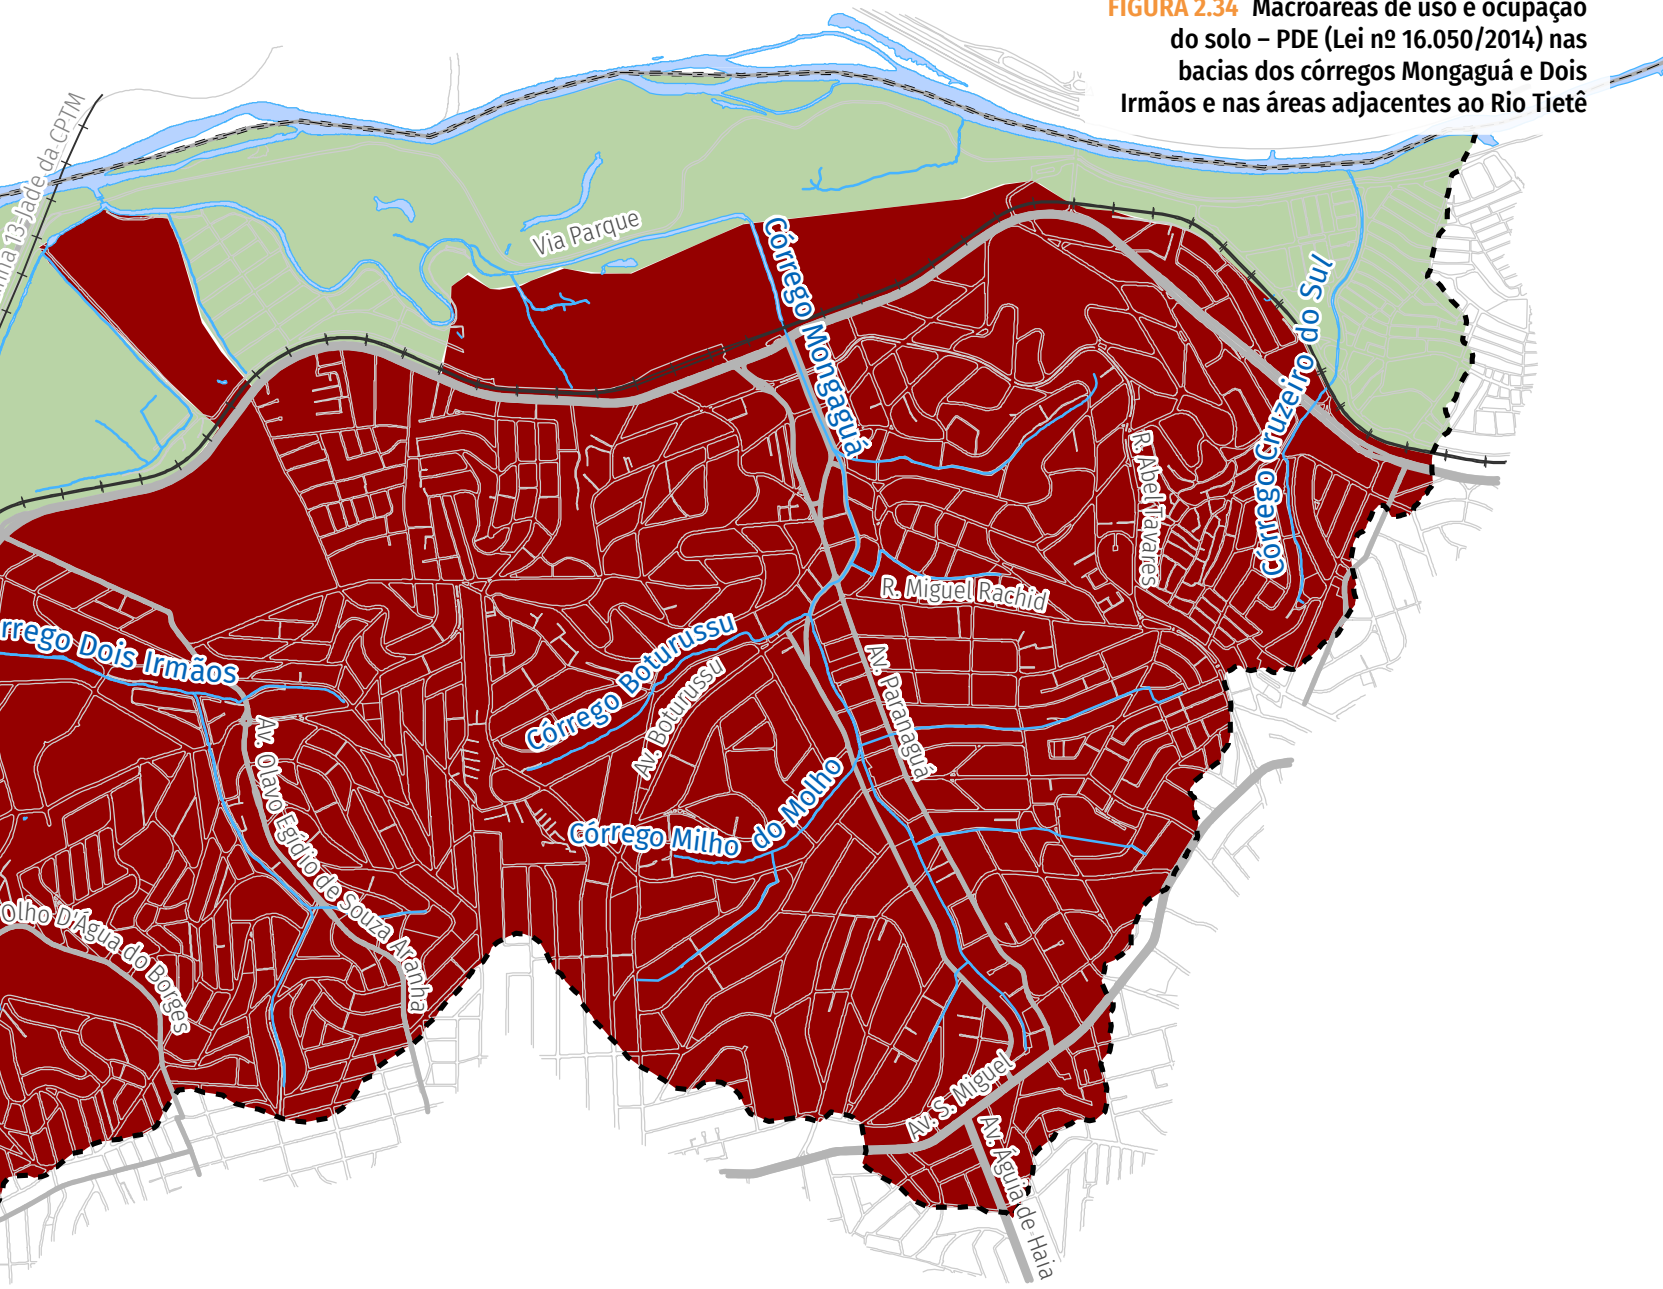 FIGURA 2.34 Macroáreas de uso e ocupação
do solo – PDE (Lei nº 16.050/2014) nas
bacias dos córregos Mongaguá e Dois
Irmãos e nas áreas adjacentes ao Rio Tietê
13-Jade da CPTM
Via Parque
Córrego Mongaguá
Córrego Cruzeiro do Sul
R. Abel Tavares
R. Miguel Rachid
rrego Dois Irmãos
Córrego Boturussu
Av. Boturussu
Av. Paranaguá
Av. Olavo Egídio de Souza Aranha
Córrego Milho do Molho
Olho D'Água do Borges
Av. S. Miguel
Av. Águia de Haia